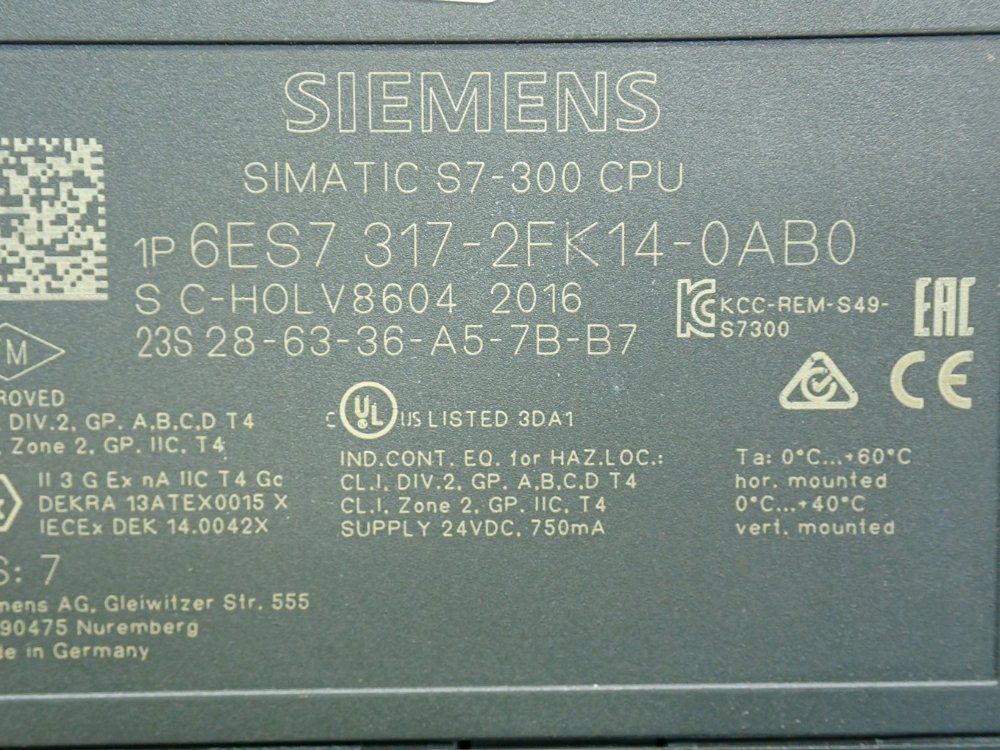 SIEMENS
SIMATIC S7-300 CPU
1P 6ES7 317-2FK14-0AB0
S C-H0LV8604 2016
23S 28-63-36-A5-7B-B7
KCC-REM-S49-
S7300
EAC
CE
M
ROVED
DIV.2, GP. A,B,C,D T4
Zone 2, GP. IIC, T4
II 3 G Ex nA IIC T4 Gc
DEKRA 13ATEX0015 X
IECEx DEK 14.0042X
C UL US LISTED 3DA1
IND.CONT. EQ. for HAZ.LOC.:
CL.I, DIV.2, GP. A,B,C,D T4
CL.I, Zone 2, GP. IIC, T4
SUPPLY 24VDC, 750mA
Ta: 0°C...+60°C
hor. mounted
0°C...+40°C
vert. mounted
S: 7
mens AG, Gleiwitzer Str. 555
90475 Nuremberg
de in Germany